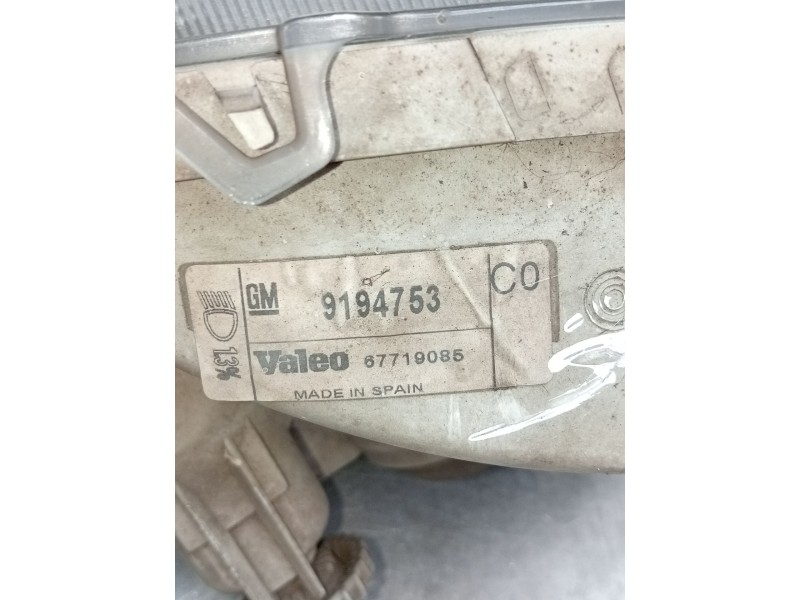 GM 9194753 C0
1.3%
Valeo 67719085
MADE IN SPAIN